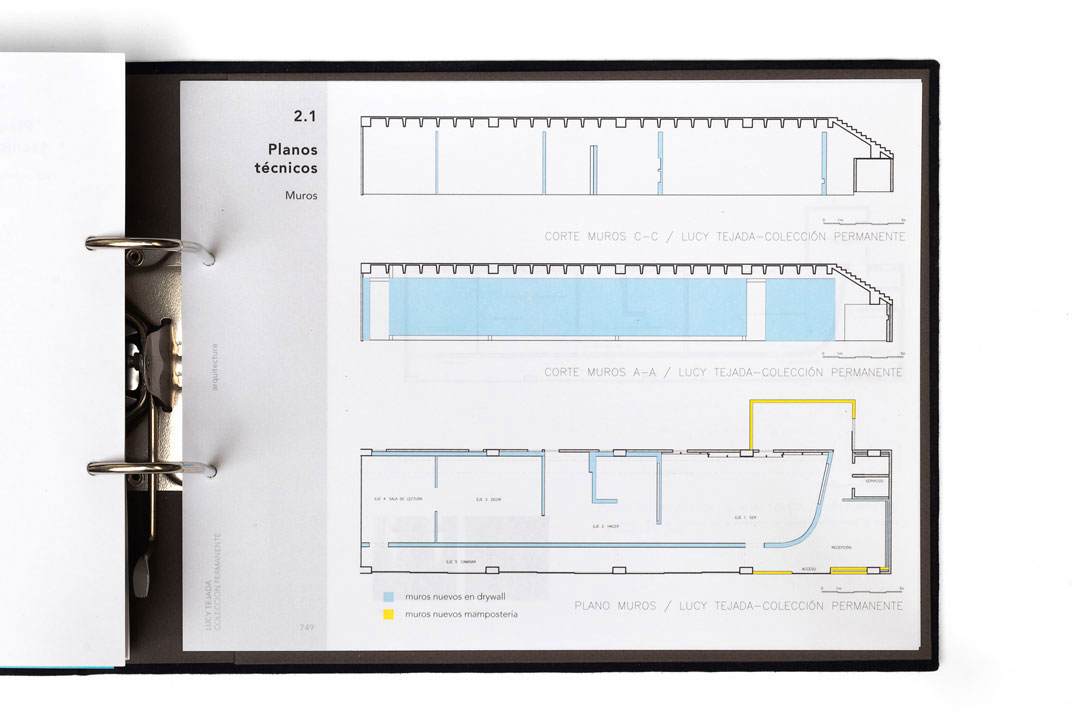 2.1
Planos
técnicos
Muros
CORTE MUROS C-C / LUCY TEJADA-COLECCIÓN PERMANENTE
CORTE MUROS A-A / LUCY TEJADA-COLECCIÓN PERMANENTE
arquitectura
SERVICIOS
EJE 4: SALA DE LECTURA
EJE 3: DECIR
EJE 2: HACER
EJE 1: SER
RECEPCIÓN
EJE 5: CAMINAR
ACCESO
muros nuevos en drywall
muros nuevos mampostería
PLANO MUROS / LUCY TEJADA-COLECCIÓN PERMANENTE
LUCY TEJADA
COLECCIÓN PERMANENTE
749